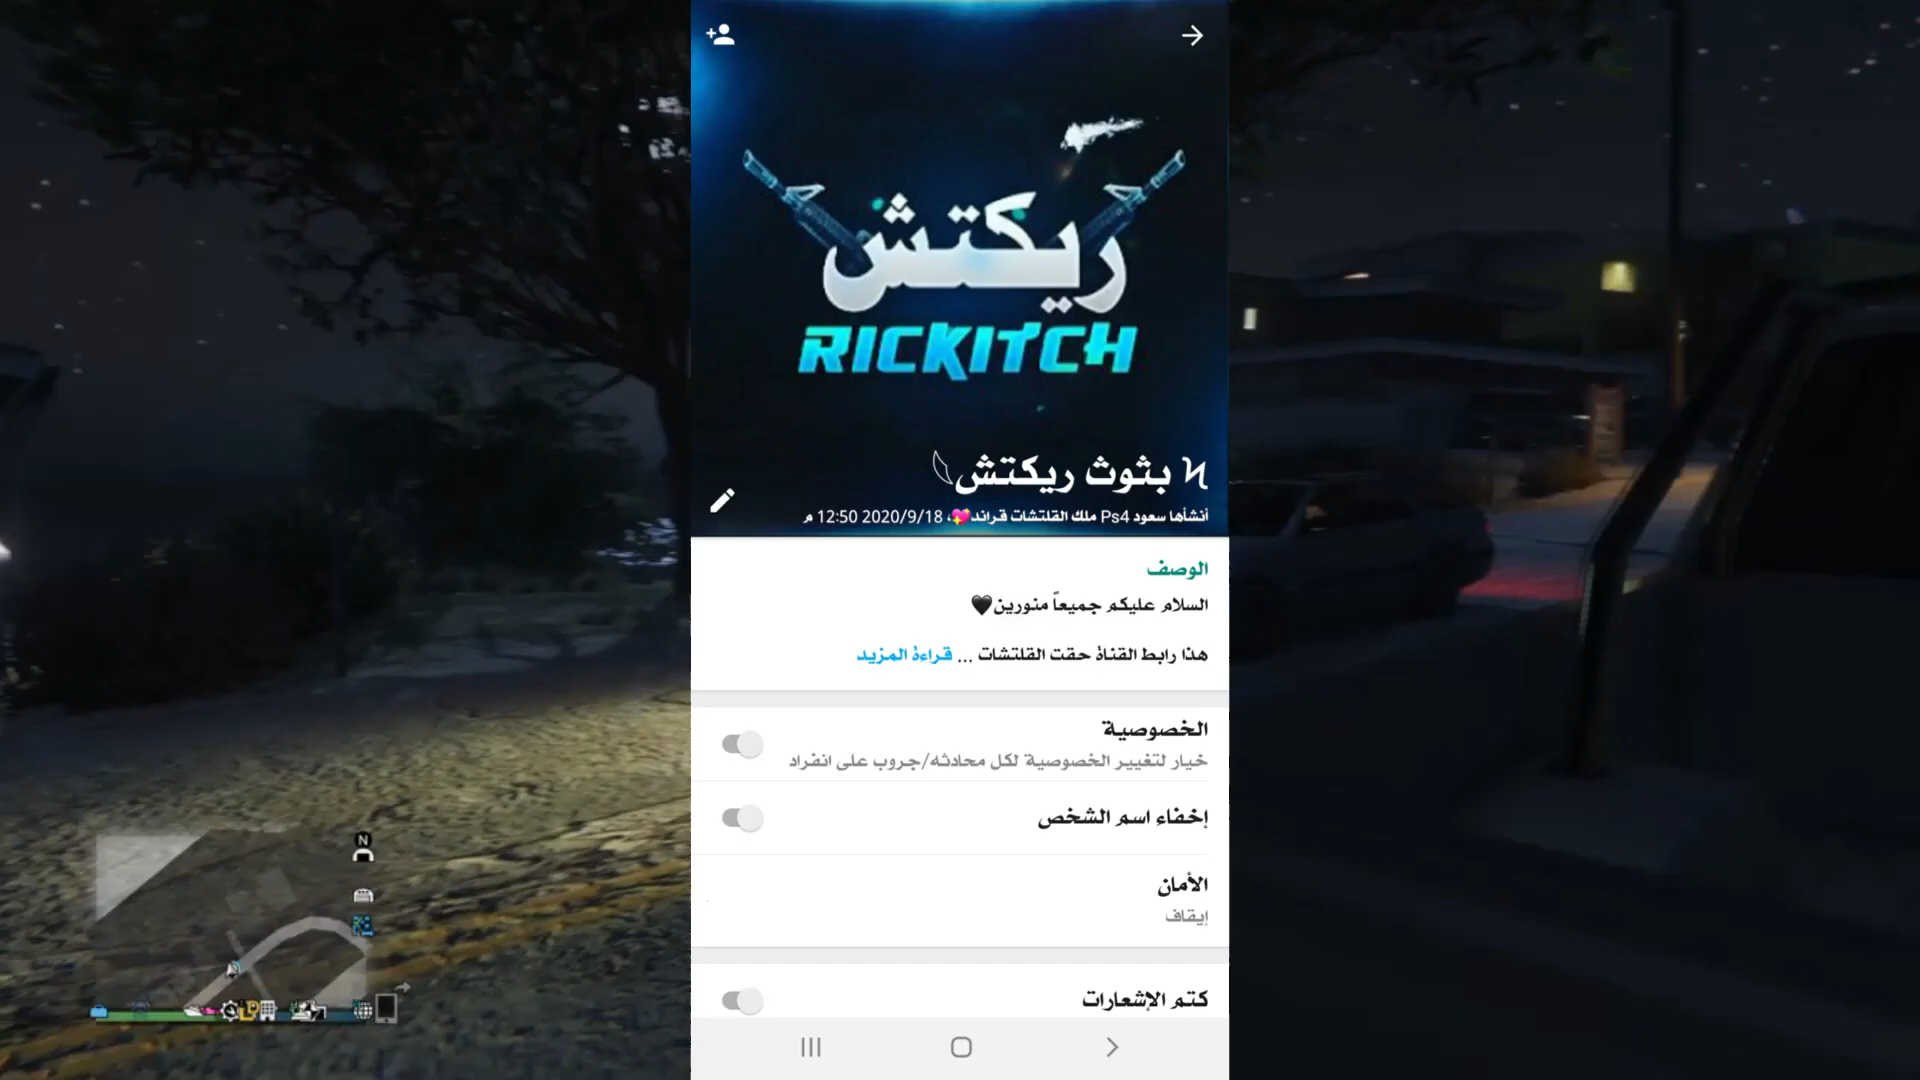 ريكتش
RICKITCH
Ϟ بثوث ريكتش
أنشأها سعود Ps4 ملك القلتشات قراند💖، 2020/9/18 12:50 م
الوصف
السلام عليكم جميعاً منورين🖤
هذا رابط القناة حقت القلتشات ... قراءة المزيد
الخصوصية
خيار لتغيير الخصوصية لكل محادثه/جروب على انفراد
إخفاء اسم الشخص
الأمان
إيقاف
كتم الإشعارات
N